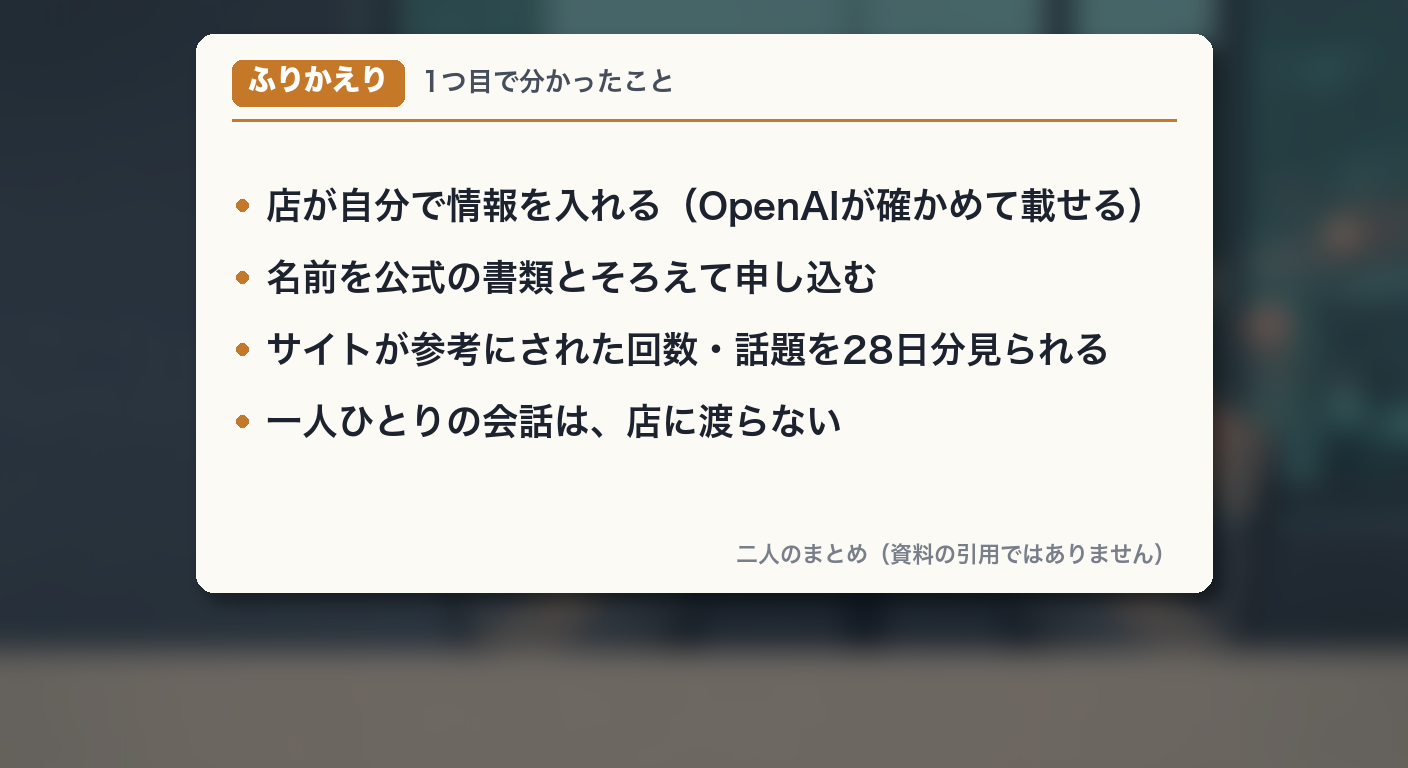 ふりかえり 1つ目で分かったこと
・店が自分で情報を入れる（OpenAIが確かめて載せる）
・名前を公式の書類とそろえて申し込む
・サイトが参考にされた回数・話題を28日分見られる
・一人ひとりの会話は、店に渡らない
二人のまとめ（資料の引用ではありません）